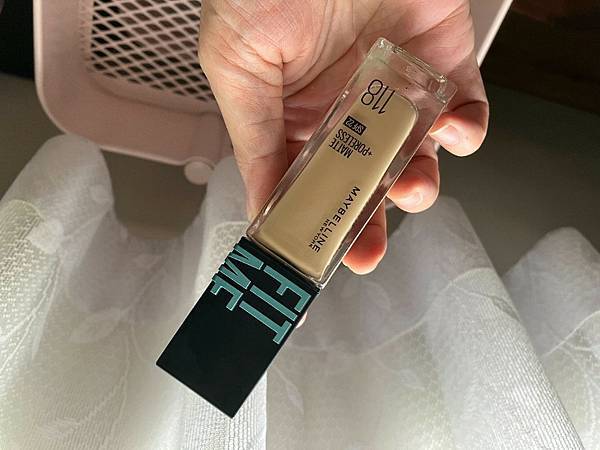 118
SPF 22
MATTE
+PORELESS
MAYBELLINE
NEW YORK
FIT
ME